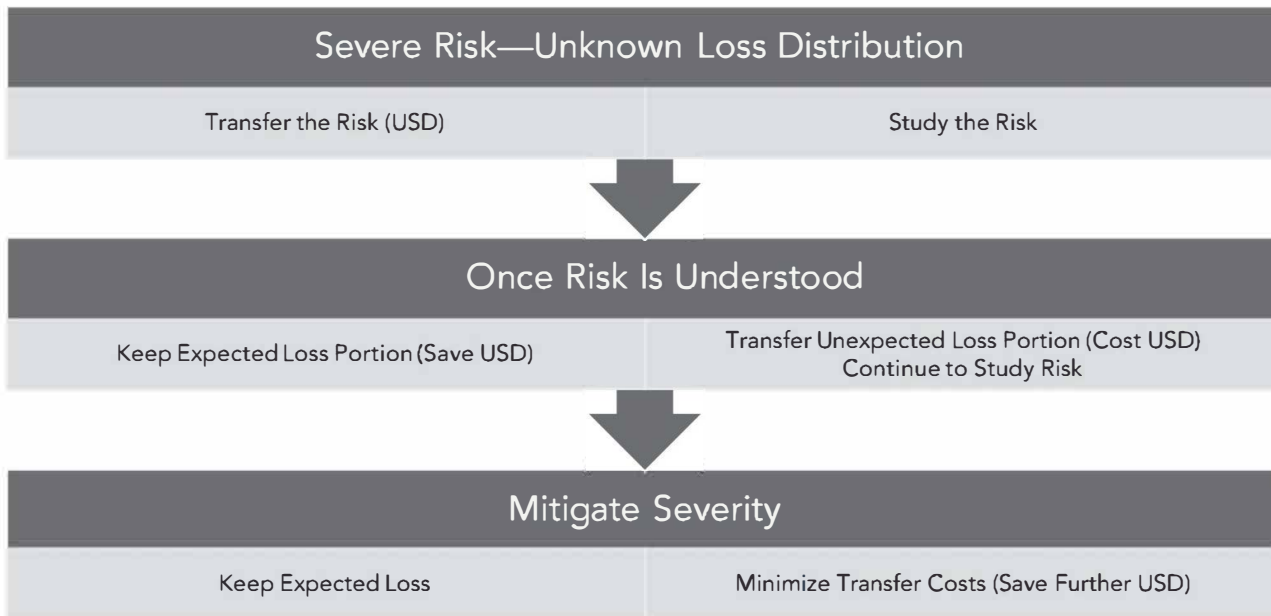 Severe Risk—Unknown Loss Distribution
Transfer the Risk (USD)
Study the Risk
Once Risk Is Understood
Keep Expected Loss Portion (Save USD)
Transfer Unexpected Loss Portion (Cost USD)
Continue to Study Risk
Mitigate Severity
Keep Expected Loss
Minimize Transfer Costs (Save Further USD)